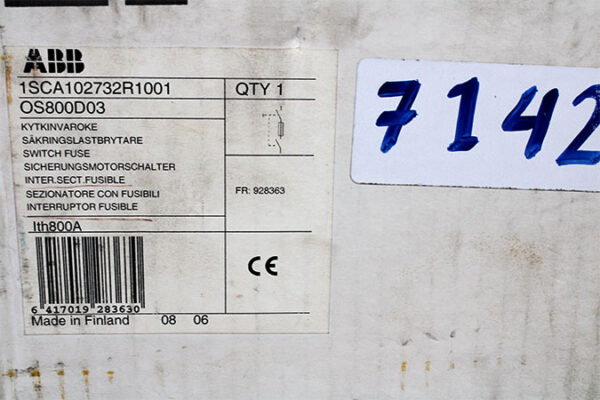 ABB
1SCA102732R1001
QTY 1
OS800D03
KYTKINVAROKE
SÄKRINGSLASTBRYTARE
SWITCH FUSE
SICHERUNGSMOTORSCHALTER
INTER.SECT.FUSIBLE
SEZIONATORE CON FUSIBILI
INTERRUPTOR FUSIBLE
FR: 928363
Ith800A
CE
6 417019 283630
Made in Finland 08 06
7142